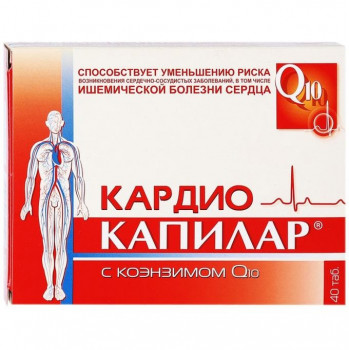 СПОСОБСТВУЕТ УМЕНЬШЕНИЮ РИСКА
ВОЗНИКНОВЕНИЯ СЕРДЕЧНО-СОСУДИСТЫХ ЗАБОЛЕВАНИЙ, В ТОМ ЧИСЛЕ
ИШЕМИЧЕСКОЙ БОЛЕЗНИ СЕРДЦА
Q10
КАРДИО
КАПИЛАР®
С КОЭНЗИМОМ Q10
40 таб.